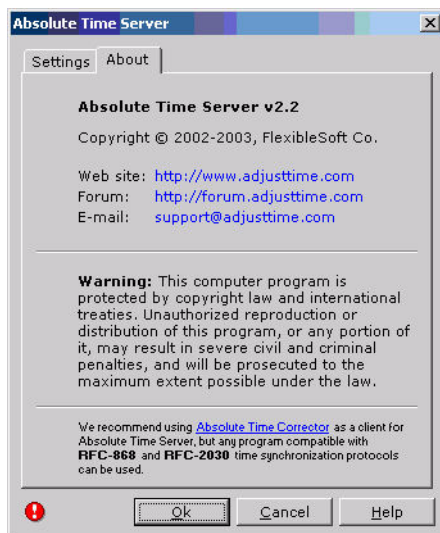 Absolute Time Server
Settings
About
Absolute Time Server v2.2
Copyright © 2002-2003, FlexibleSoft Co.
Web site: http://www.adjusttime.com
Forum: http://forum.adjusttime.com
E-mail: support@adjusttime.com
Warning: This computer program is
protected by copyright law and international
treaties. Unauthorized reproduction or
distribution of this program, or any portion of
it, may result in severe civil and criminal
penalties, and will be prosecuted to the
maximum extent possible under the law.
We recommend using Absolute Time Corrector as a client for
Absolute Time Server, but any program compatible with
RFC-868 and RFC-2030 time synchronization protocols
can be used.
Ok
Cancel
Help